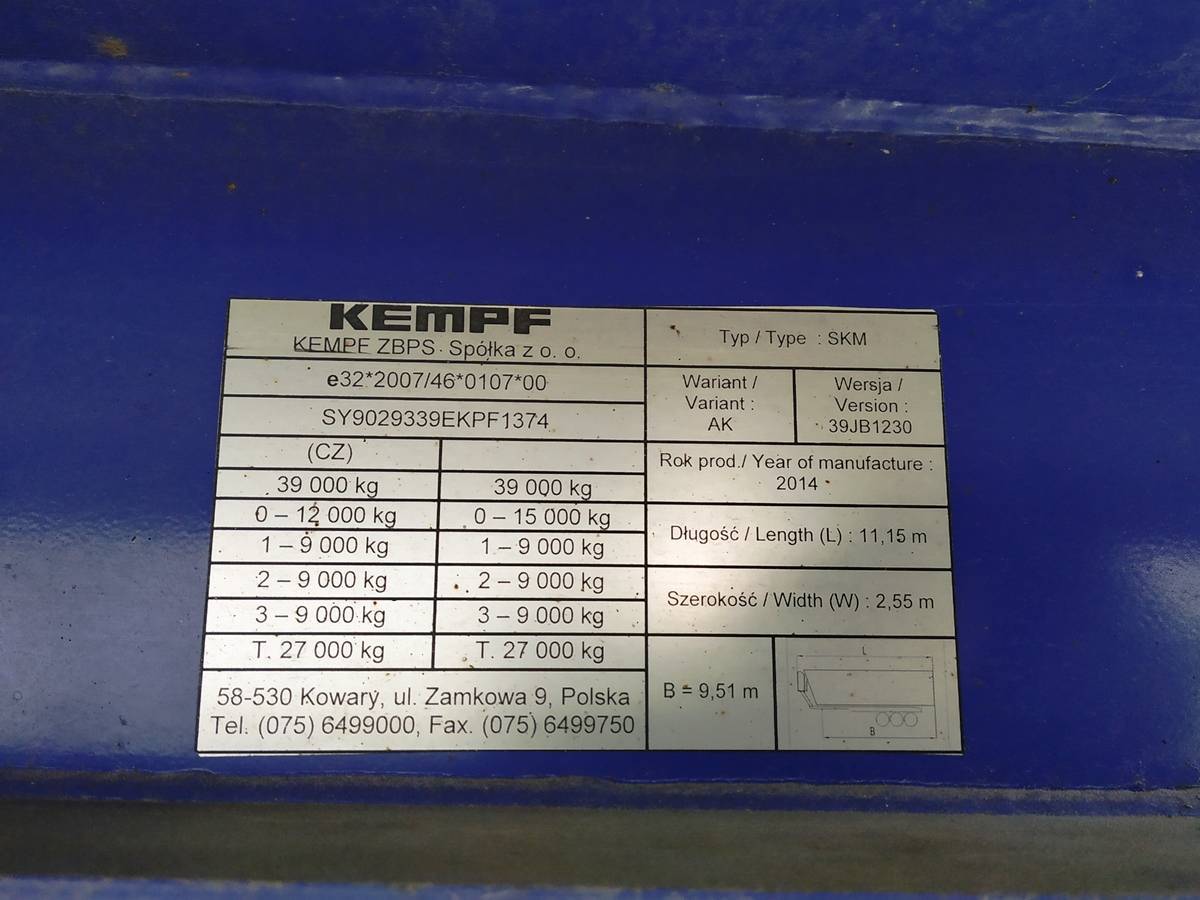 KEMPF
KEMPF ZBPS Spółka z o. o.
e32*2007/46*0107*00
SY9029339EKPF1374
(CZ)
39 000 kg 39 000 kg
0 – 12 000 kg 0 – 15 000 kg
1 – 9 000 kg 1 – 9 000 kg
2 – 9 000 kg 2 – 9 000 kg
3 – 9 000 kg 3 – 9 000 kg
T. 27 000 kg T. 27 000 kg
58-530 Kowary, ul. Zamkowa 9, Polska
Tel. (075) 6499000, Fax. (075) 6499750
Typ / Type : SKM
Wariant /
Variant :
AK
Wersja /
Version :
39JB1230
Rok prod./ Year of manufacture :
2014
Długość / Length (L) : 11,15 m
Szerokość / Width (W) : 2,55 m
B = 9,51 m
L
B